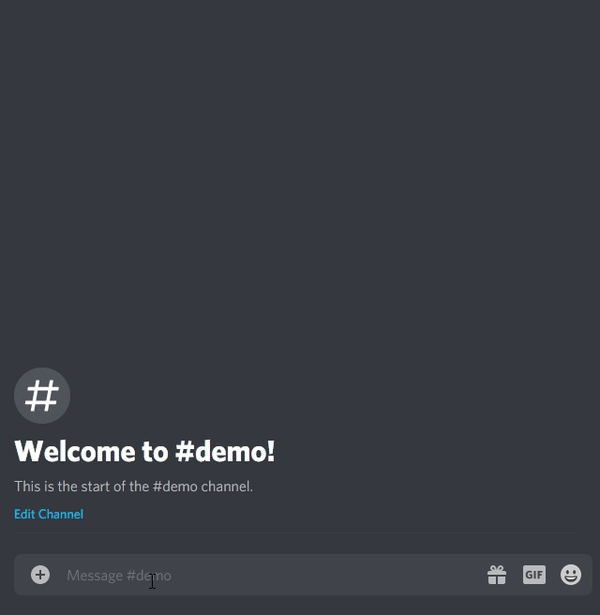 #
Welcome to #demo!
This is the start of the #demo channel.
Edit Channel
Message #demo
GIF